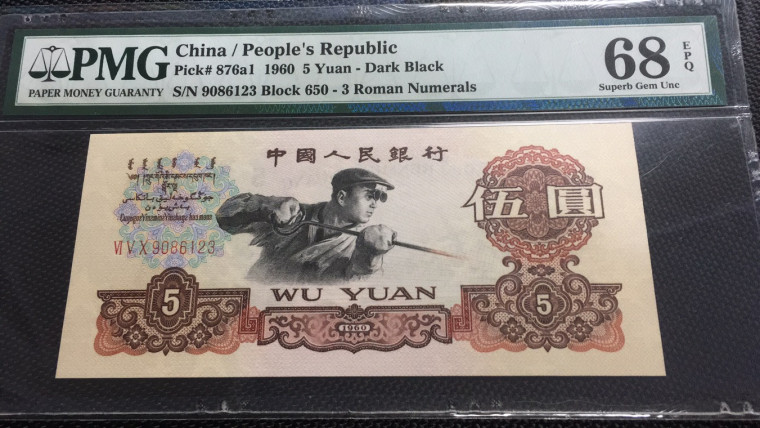 PMG
PAPER MONEY GUARANTY
China / People's Republic
Pick# 876a1 1960 5 Yuan - Dark Black
S/N 9086123 Block 650 - 3 Roman Numerals
68 EPQ
Superb Gem Unc
中國人民銀行
伍圓
VI V X 9086123
5
WU YUAN
5
1960